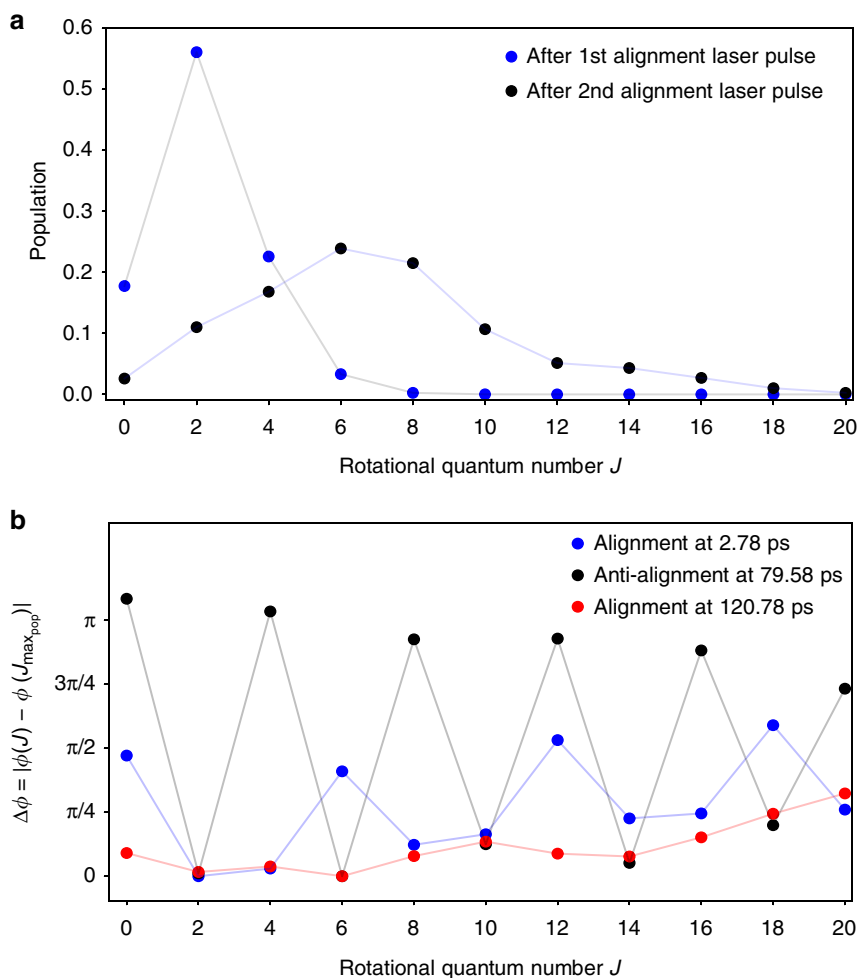 a
0.6
0.5
0.4
0.3
0.2
0.1
0.0
Population
After 1st alignment laser pulse
After 2nd alignment laser pulse
0 2 4 6 8 10 12 14 16 18 20
Rotational quantum number J
b
π
3π/4
π/2
π/4
0
Δϕ = |ϕ(J) − ϕ (J_max_pop)|
Alignment at 2.78 ps
Anti-alignment at 79.58 ps
Alignment at 120.78 ps
0 2 4 6 8 10 12 14 16 18 20
Rotational quantum number J